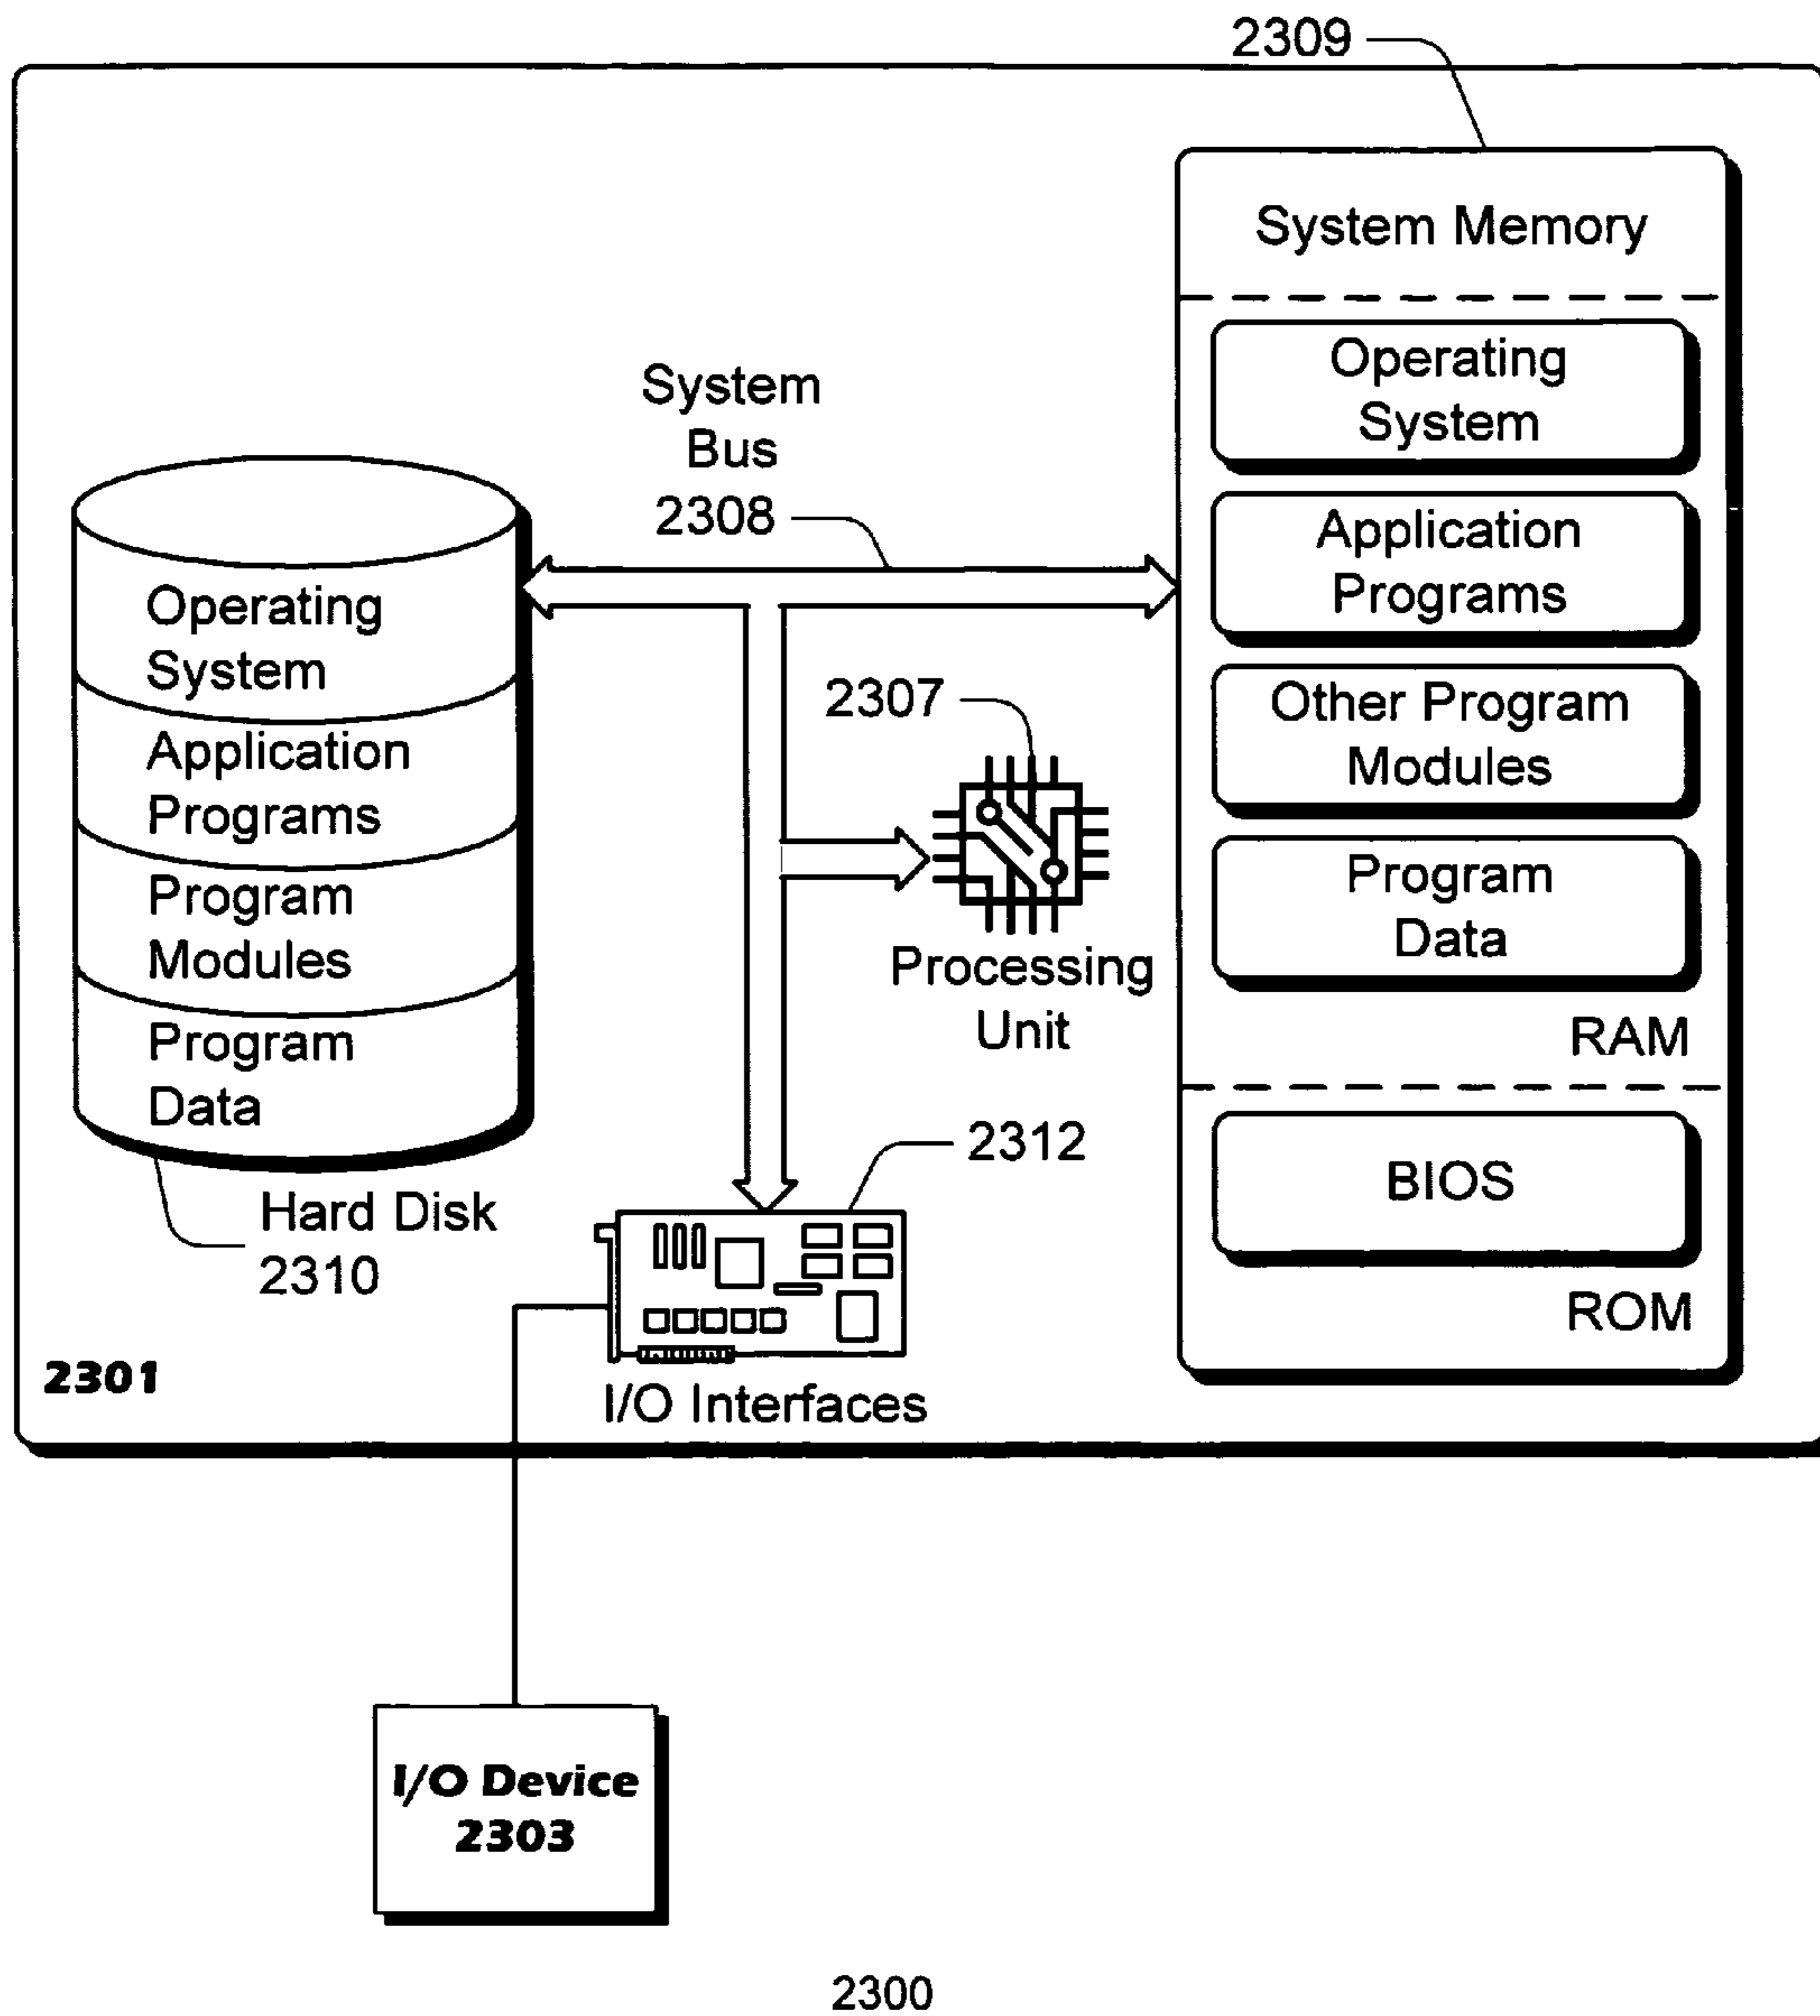 2309
System Memory
Operating
System
Application
Programs
Other Program
Modules
Program
Data
RAM
BIOS
ROM
System
Bus
2308
Operating
System
Application
Programs
Program
Modules
Program
Data
Hard Disk
2310
2307
Processing
Unit
2312
I/O Interfaces
2301
I/O Device
2303
2300